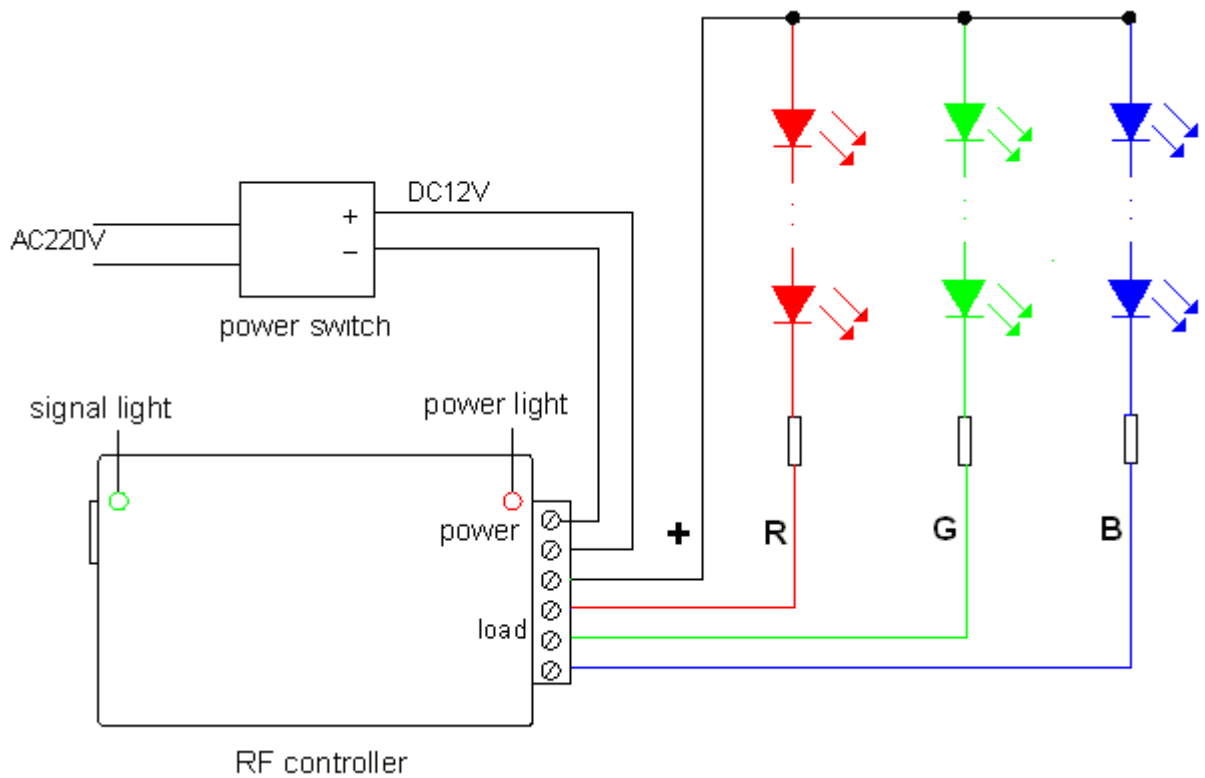 DC12V
+
AC220V
−
power switch
signal light
power light
power
+ R G B
load
RF controller